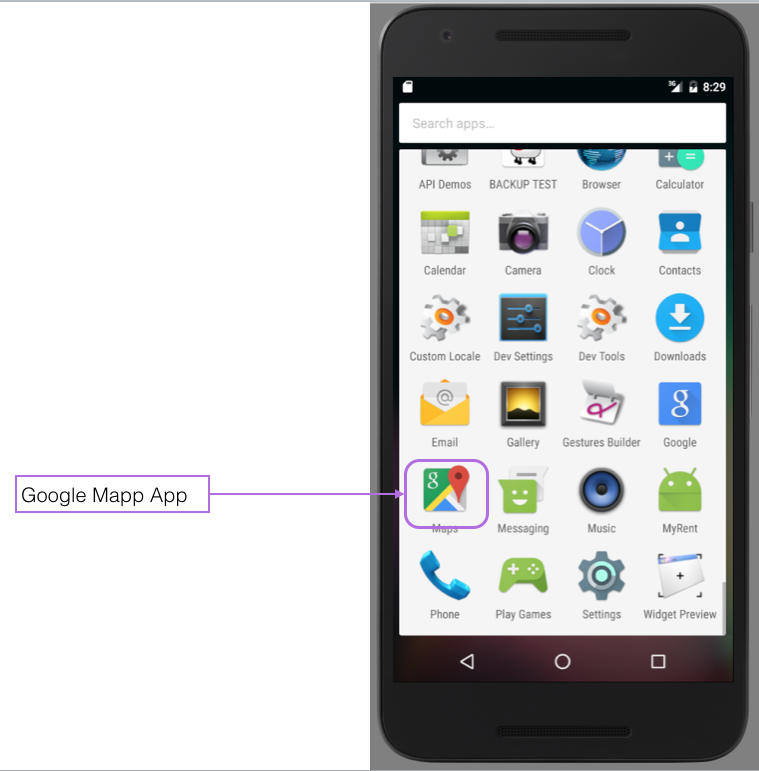 3G 8:29
Search apps...
API Demos BACKUP TEST Browser Calculator
Calendar Camera Clock Contacts
Custom Locale Dev Settings Dev Tools Downloads
Email Gallery Gestures Builder Google
Google Mapp App
Maps Messaging Music MyRent
Phone Play Games Settings Widget Preview